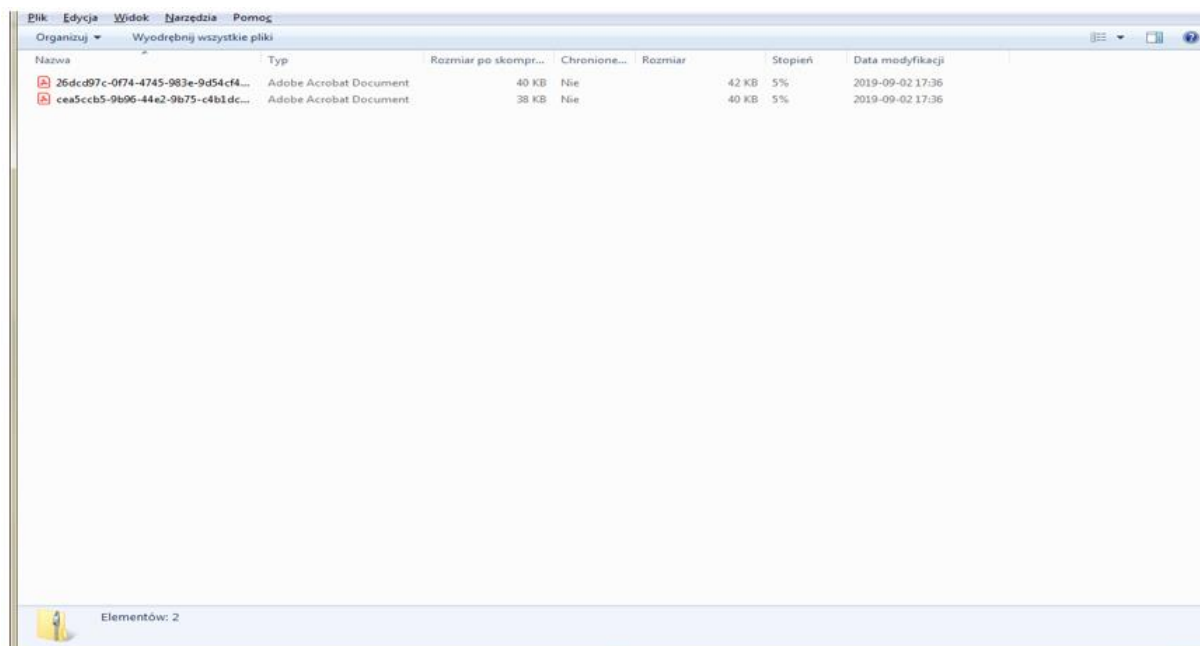 Plik Edycja Widok Narzędzia Pomoc
Organizuj Wyodrębnij wszystkie pliki
Nazwa Typ Rozmiar po skompr... Chronione... Rozmiar Stopień Data modyfikacji
26dcd97c-0f74-4745-983e-9d54cf4... Adobe Acrobat Document 40 KB Nie 42 KB 5% 2019-09-02 17:36
cea5ccb5-9b96-44e2-9b75-c4b1dc... Adobe Acrobat Document 38 KB Nie 40 KB 5% 2019-09-02 17:36
Elementów: 2